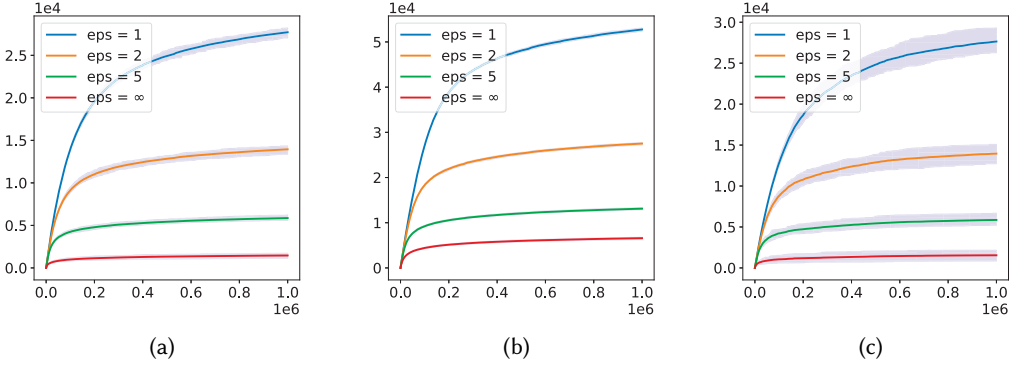 1e4
eps = 1
eps = 2
eps = 5
eps = ∞
2.5
2.0
1.5
1.0
0.5
0.0
0.0 0.2 0.4 0.6 0.8 1.0
1e6
(a)
1e4
eps = 1
eps = 2
eps = 5
eps = ∞
5
4
3
2
1
0
0.0 0.2 0.4 0.6 0.8 1.0
1e6
(b)
1e4
eps = 1
eps = 2
eps = 5
eps = ∞
3.0
2.5
2.0
1.5
1.0
0.5
0.0
0.0 0.2 0.4 0.6 0.8 1.0
1e6
(c)